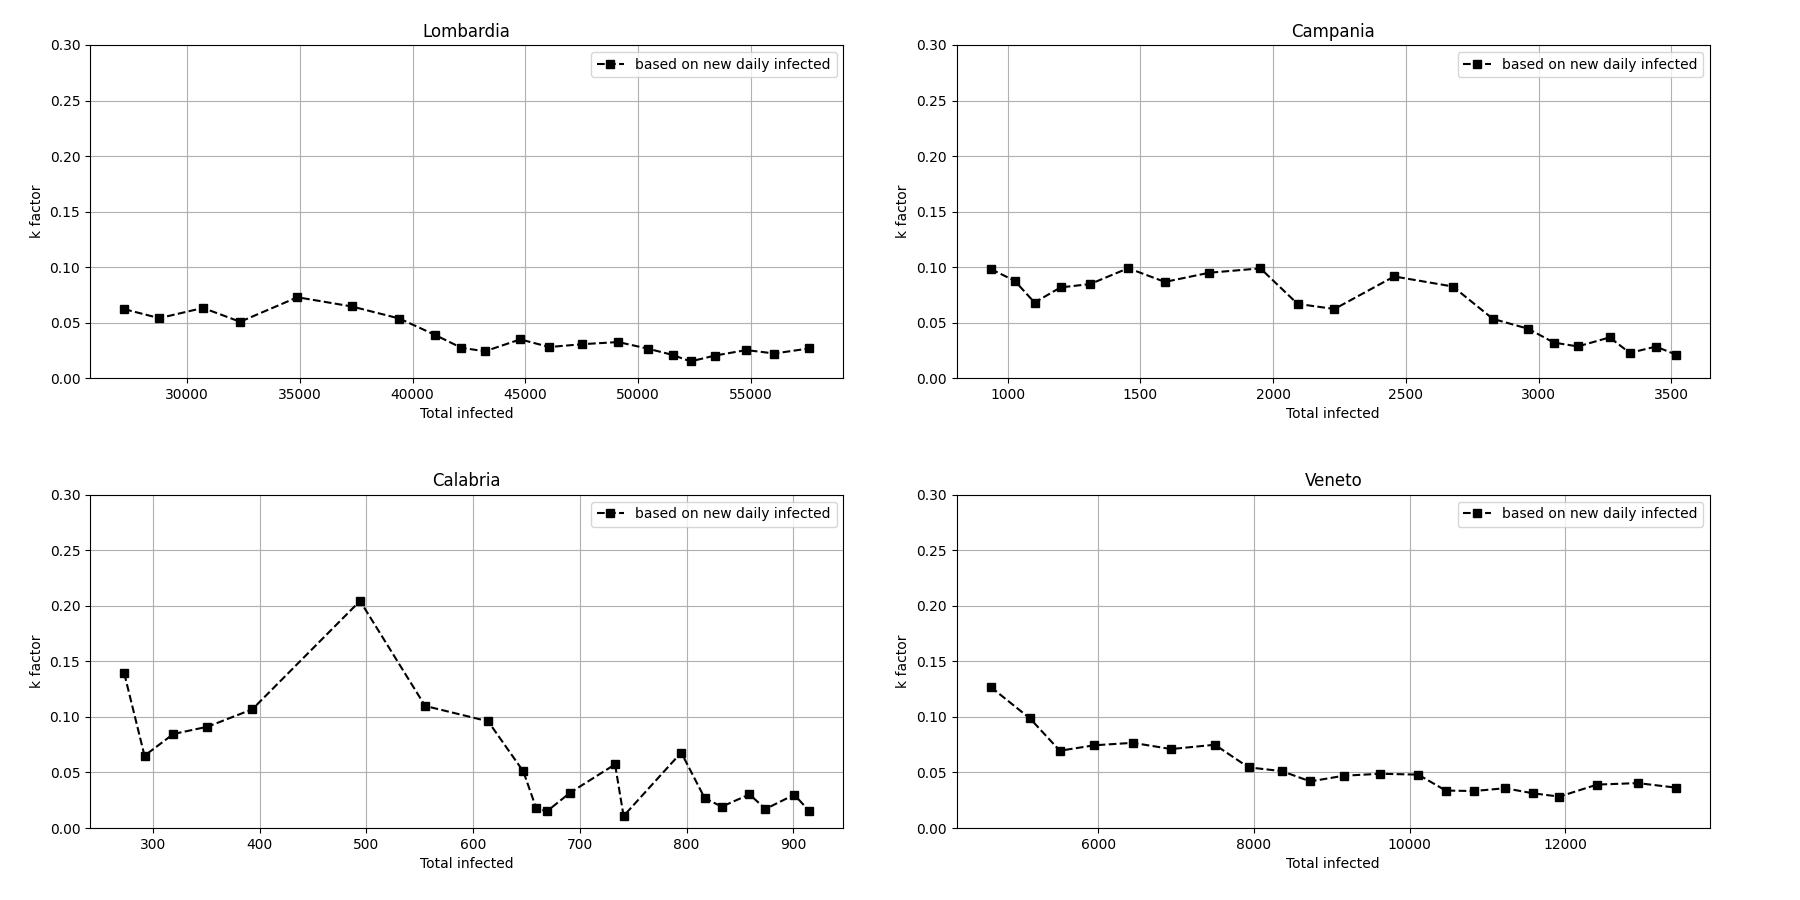 Lombardia
0.30
0.25
0.20
0.15
0.10
0.05
0.00
k factor
based on new daily infected
30000 35000 40000 45000 50000 55000
Total infected
Campania
0.30
0.25
0.20
0.15
0.10
0.05
0.00
k factor
based on new daily infected
1000 1500 2000 2500 3000 3500
Total infected
Calabria
0.30
0.25
0.20
0.15
0.10
0.05
0.00
k factor
based on new daily infected
300 400 500 600 700 800 900
Total infected
Veneto
0.30
0.25
0.20
0.15
0.10
0.05
0.00
k factor
based on new daily infected
6000 8000 10000 12000
Total infected